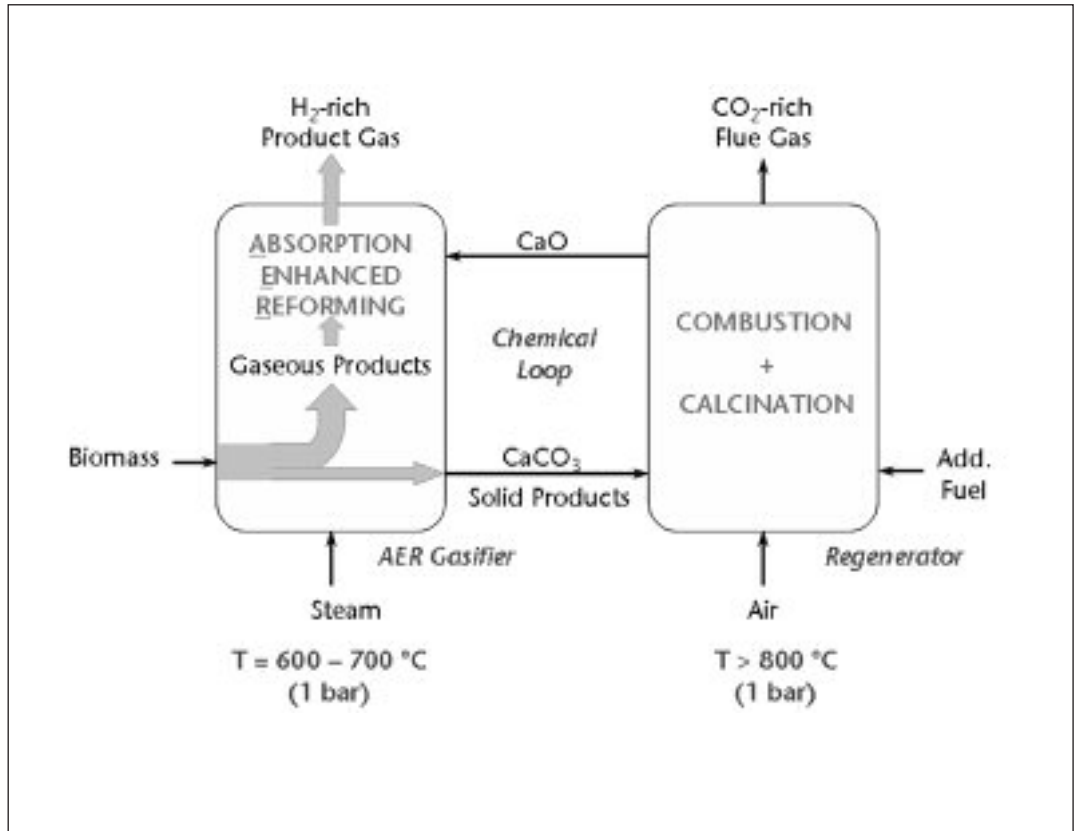 H₂-rich
Product Gas
CO₂-rich
Flue Gas
ABSORPTION
ENHANCED
REFORMING
CaO
COMBUSTION
+
CALCINATION
Chemical
Loop
Gaseous Products
Biomass
CaCO₃
Solid Products
Add.
Fuel
AER Gasifier
Regenerator
Steam
Air
T = 600 – 700 °C
(1 bar)
T > 800 °C
(1 bar)